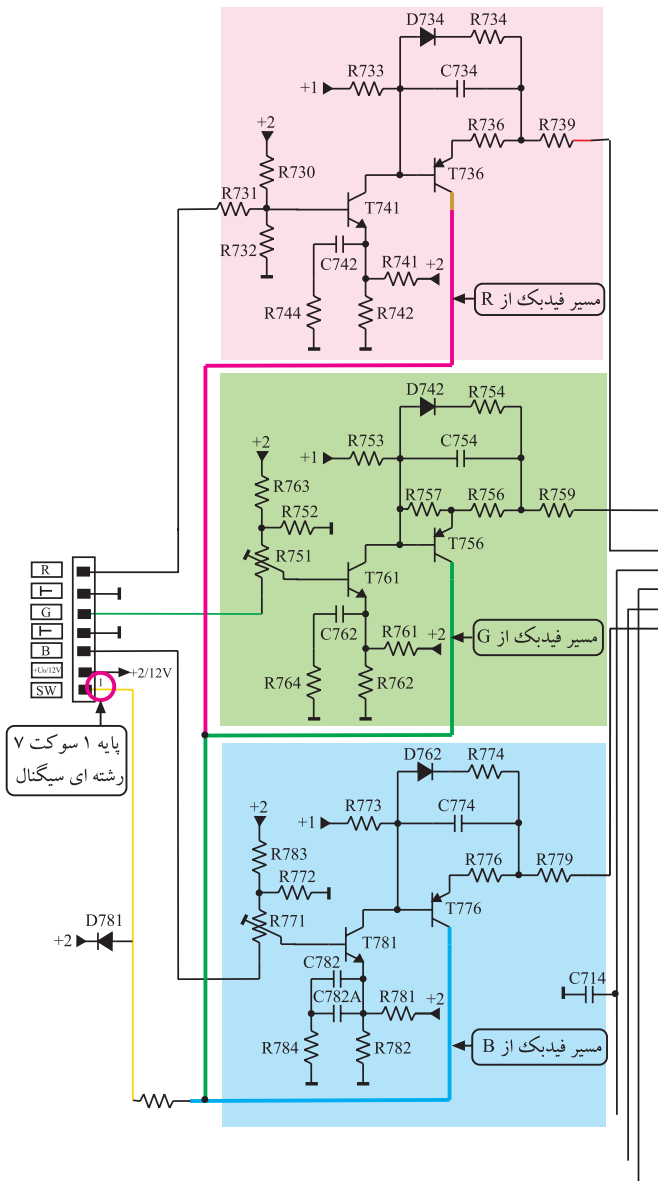 D734
R734
R733
C734
+1
+2
R736
R739
R730
T736
R731
T741
R732
C742
R741
+2
R744
R742
مسیر فیدبک از R
D742
R754
R753
C754
+1
+2
R763
R757
R756
R759
R752
T756
R751
T761
R
G
B
+U₀/12V
SW
+2/12V
1
C762
R761
+2
R764
R762
مسیر فیدبک از G
پایه ۱ سوکت ۷
رشته ای سیگنال
D762
R774
R773
C774
+1
+2
R783
R776
R779
R772
T776
R771
T781
D781
+2
C782
C782A
R781
+2
R784
R782
C714
مسیر فیدبک از B